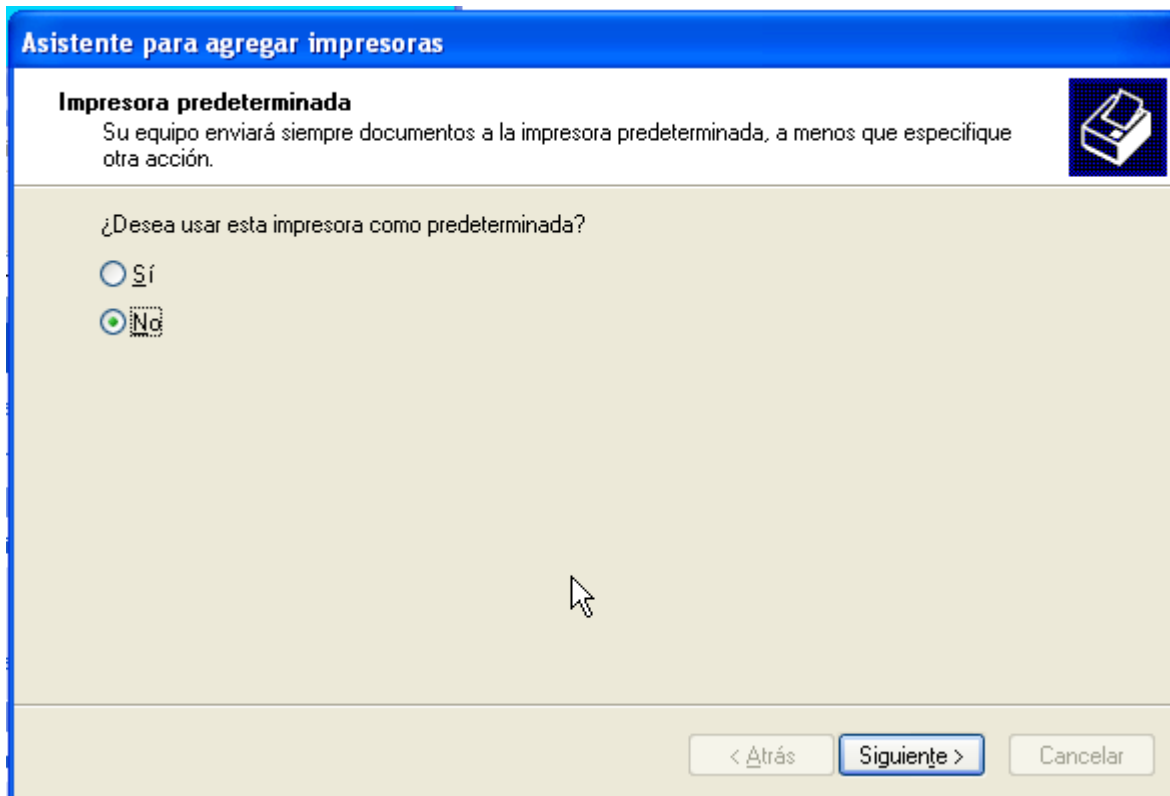 Asistente para agregar impresoras
Impresora predeterminada
Su equipo enviará siempre documentos a la impresora predeterminada, a menos que especifique
otra acción.
¿Desea usar esta impresora como predeterminada?
Sí
No
< Atrás Siguiente > Cancelar